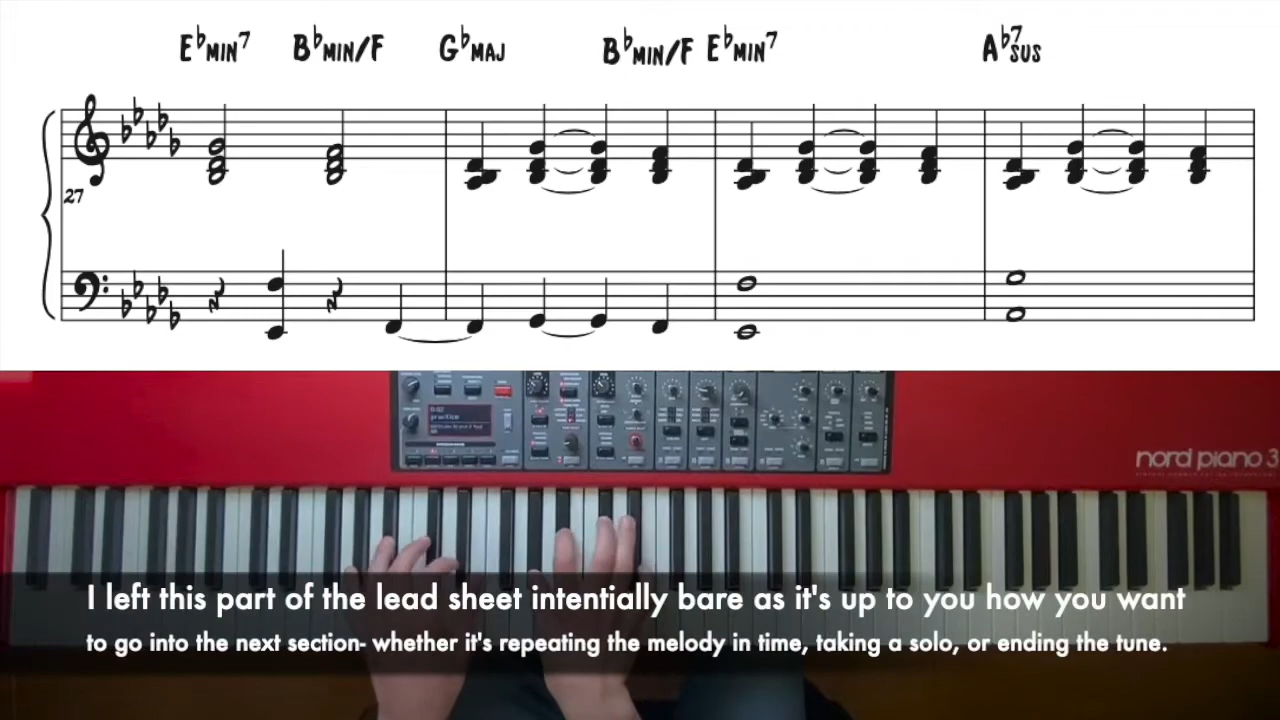 E♭MIN7 B♭MIN/F G♭MAJ B♭MIN/F E♭MIN7 A♭7SUS
27
practice
nord piano 3
I left this part of the lead sheet intentially bare as it's up to you how you want
to go into the next section- whether it's repeating the melody in time, taking a solo, or ending the tune.